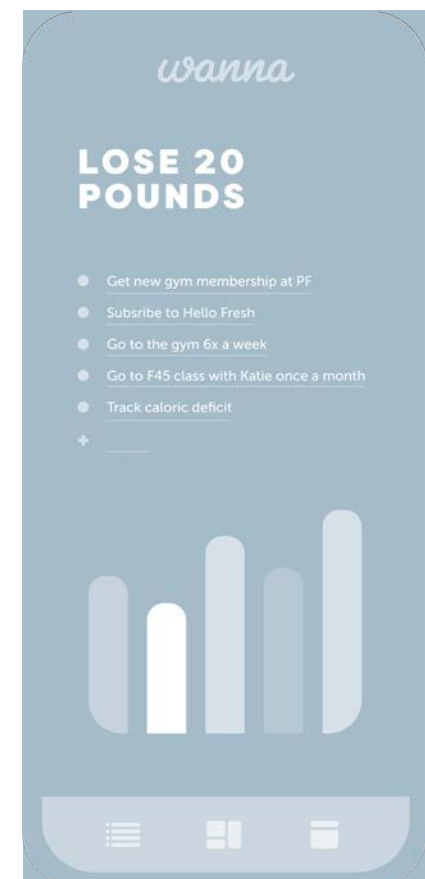 wanna
LOSE 20
POUNDS
Get new gym membership at PF
Subsribe to Hello Fresh
Go to the gym 6x a week
Go to F45 class with Katie once a month
Track caloric deficit